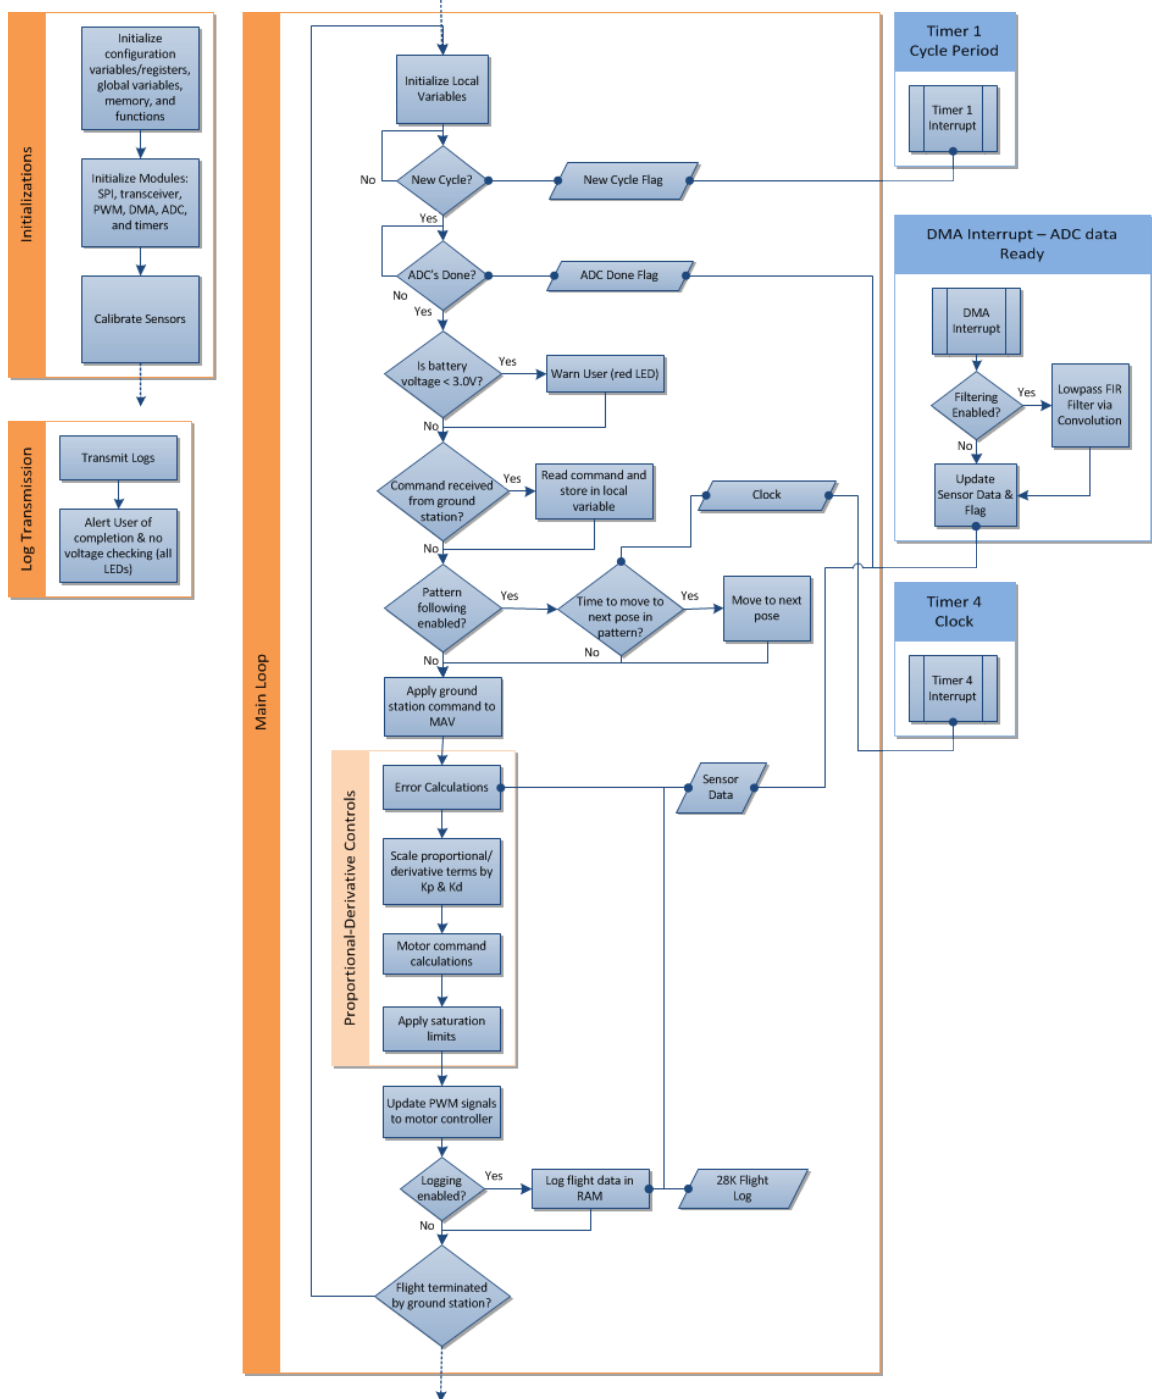 Initializations
Initialize
configuration
variables/registers,
global variables,
memory, and
functions
Initialize Modules:
SPI, transceiver,
PWM, DMA, ADC,
and timers
Calibrate Sensors
Log Transmission
Transmit Logs
Alert User of
completion & no
voltage checking (all
LEDs)
Main Loop
Initialize Local
Variables
New Cycle?
No
Yes
New Cycle Flag
ADC's Done?
No
Yes
ADC Done Flag
Is battery
voltage < 3.0V?
Yes
No
Warn User (red LED)
Command received
from ground
station?
Yes
No
Read command and
store in local
variable
Clock
Pattern
following
enabled?
Yes
No
Time to move to
next pose in
pattern?
Yes
No
Move to next
pose
Apply ground
station command to
MAV
Proportional-Derivative Controls
Error Calculations
Sensor
Data
Scale proportional/
derivative terms by
Kp & Kd
Motor command
calculations
Apply saturation
limits
Update PWM signals
to motor controller
Logging
enabled?
Yes
No
Log flight data in
RAM
28K Flight
Log
Flight terminated
by ground station?
Timer 1
Cycle Period
Timer 1
Interrupt
DMA Interrupt – ADC data
Ready
DMA
Interrupt
Filtering
Enabled?
Yes
No
Lowpass FIR
Filter via
Convolution
Update
Sensor Data &
Flag
Timer 4
Clock
Timer 4
Interrupt